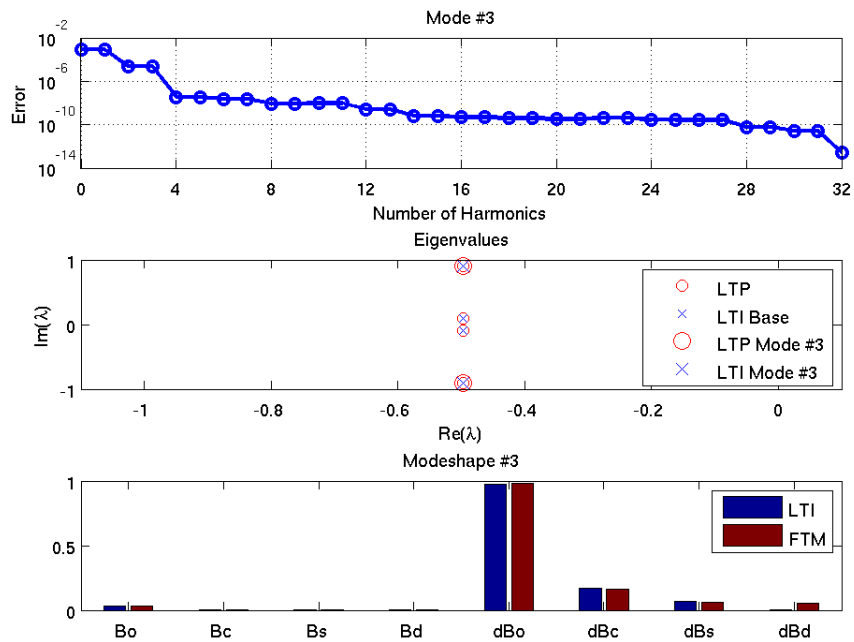 Mode #3
10^-2
10^-6
10^-10
10^-14
Error
0 4 8 12 16 20 24 28 32
Number of Harmonics
Eigenvalues
1
0
-1
Im(λ)
LTP
LTI Base
LTP Mode #3
LTI Mode #3
-1 -0.8 -0.6 -0.4 -0.2 0
Re(λ)
Modeshape #3
1
0.5
0
LTI
FTM
Bo Bc Bs Bd dBo dBc dBs dBd